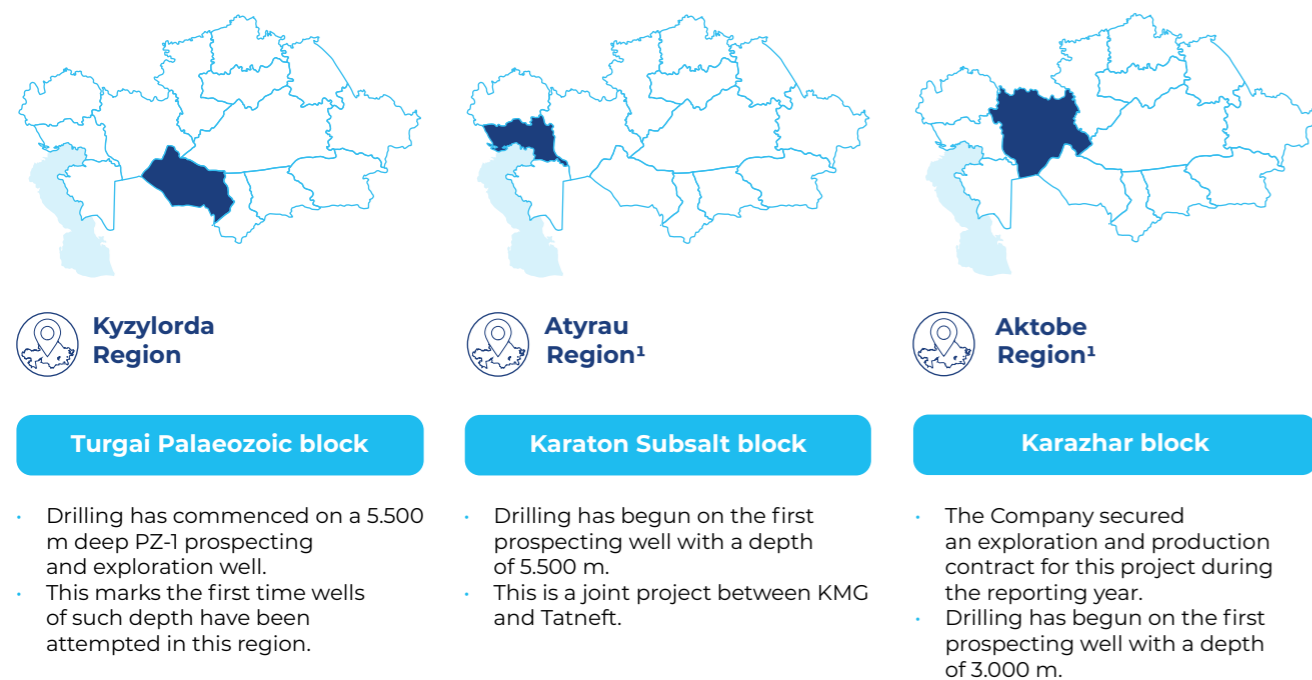 Kyzylorda
Region
Turgai Palaeozoic block
· Drilling has commenced on a 5.500
m deep PZ-1 prospecting
and exploration well.
· This marks the first time wells
of such depth have been
attempted in this region.
Atyrau
Region¹
Karaton Subsalt block
· Drilling has begun on the first
prospecting well with a depth
of 5.500 m.
· This is a joint project between KMG
and Tatneft.
Aktobe
Region¹
Karazhar block
· The Company secured
an exploration and production
contract for this project during
the reporting year.
· Drilling has begun on the first
prospecting well with a depth
of 3.000 m.